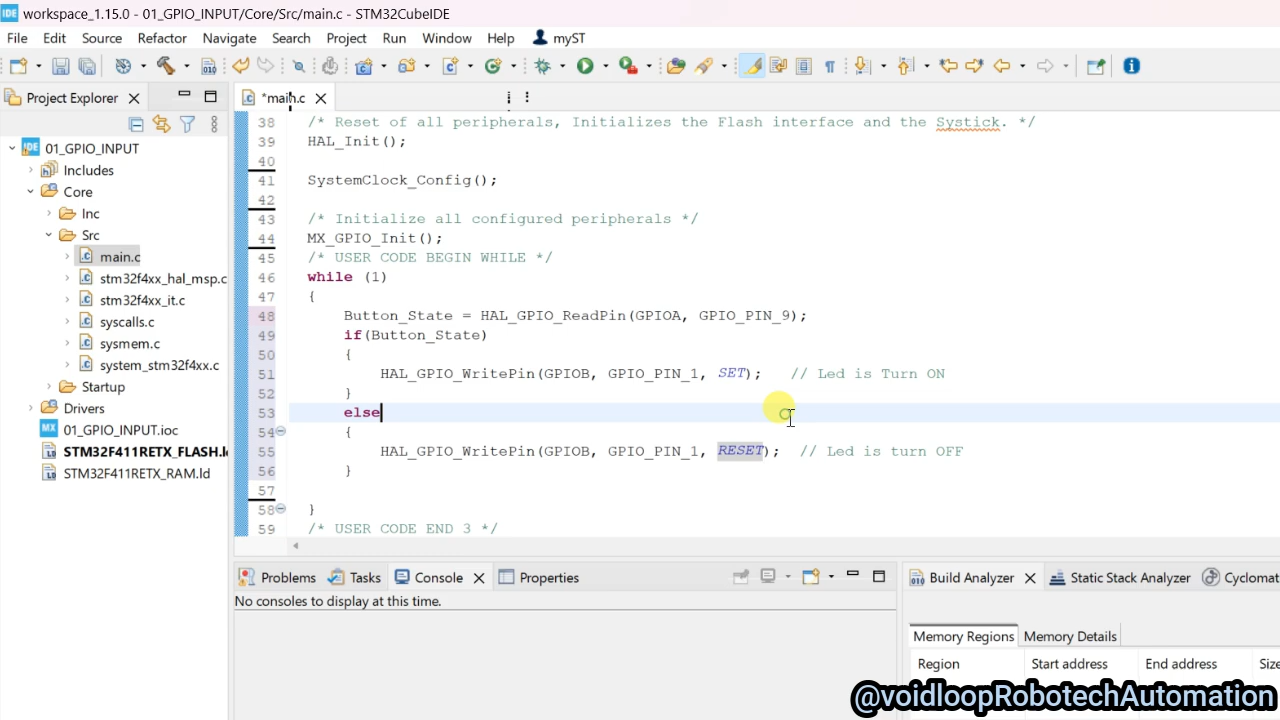 IDE workspace_1.15.0 - 01_GPIO_INPUT/Core/Src/main.c - STM32CubeIDE
File Edit Source Refactor Navigate Search Project Run Window Help myST
Project Explorer
*main.c
IDE 01_GPIO_INPUT
Includes
Core
Inc
Src
main.c
stm32f4xx_hal_msp.c
stm32f4xx_it.c
syscalls.c
sysmem.c
system_stm32f4xx.c
Startup
Drivers
MX 01_GPIO_INPUT.ioc
STM32F411RETX_FLASH.l
STM32F411RETX_RAM.ld
38 /* Reset of all peripherals, Initializes the Flash interface and the Systick. */
39 HAL_Init();
40
41 SystemClock_Config();
42
43 /* Initialize all configured peripherals */
44 MX_GPIO_Init();
45 /* USER CODE BEGIN WHILE */
46 while (1)
47 {
48 Button_State = HAL_GPIO_ReadPin(GPIOA, GPIO_PIN_9);
49 if(Button_State)
50 {
51 HAL_GPIO_WritePin(GPIOB, GPIO_PIN_1, SET); // Led is Turn ON
52 }
53 else
54 {
55 HAL_GPIO_WritePin(GPIOB, GPIO_PIN_1, RESET); // Led is turn OFF
56 }
57
58 }
59 /* USER CODE END 3 */
Problems Tasks Console Properties
No consoles to display at this time.
Build Analyzer Static Stack Analyzer Cyclomat
Memory Regions Memory Details
Region Start address End address Size
@voidloopRobotechAutomation